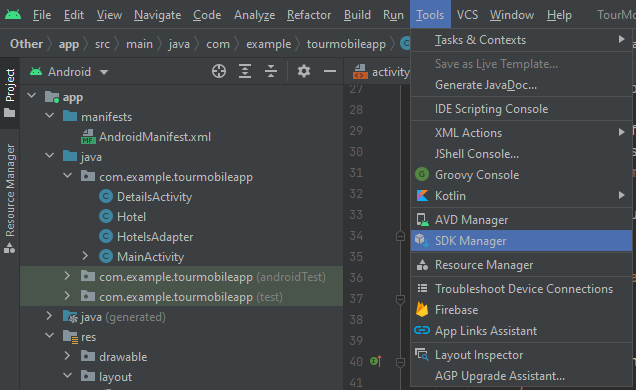 File Edit View Navigate Code Analyze Refactor Build Run Tools VCS Window Help TourMo
Other app src main java com example tourmobileapp
Project
Resource Manager
Android
app
manifests
AndroidManifest.xml
java
com.example.tourmobileapp
DetailsActivity
Hotel
HotelsAdapter
MainActivity
com.example.tourmobileapp (androidTest)
com.example.tourmobileapp (test)
java (generated)
res
drawable
layout
activity
27
28
29
30
31
32
33
34
35
36
37
38
39
40
41
Tasks & Contexts
Save as Live Template...
Generate JavaDoc...
IDE Scripting Console
XML Actions
JShell Console...
Groovy Console
Kotlin
AVD Manager
SDK Manager
Resource Manager
Troubleshoot Device Connections
Firebase
App Links Assistant
Layout Inspector
AGP Upgrade Assistant...